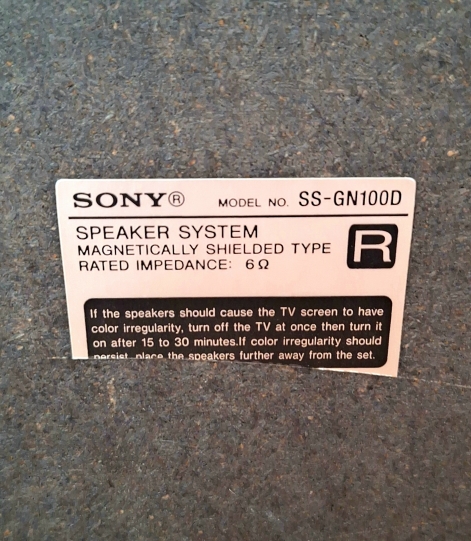 SONY® MODEL NO. SS-GN100D
SPEAKER SYSTEM
MAGNETICALLY SHIELDED TYPE R
RATED IMPEDANCE: 6Ω
If the speakers should cause the TV screen to have
color irregularity, turn off the TV at once then turn it
on after 15 to 30 minutes.If color irregularity should
persist, place the speakers further away from the set.